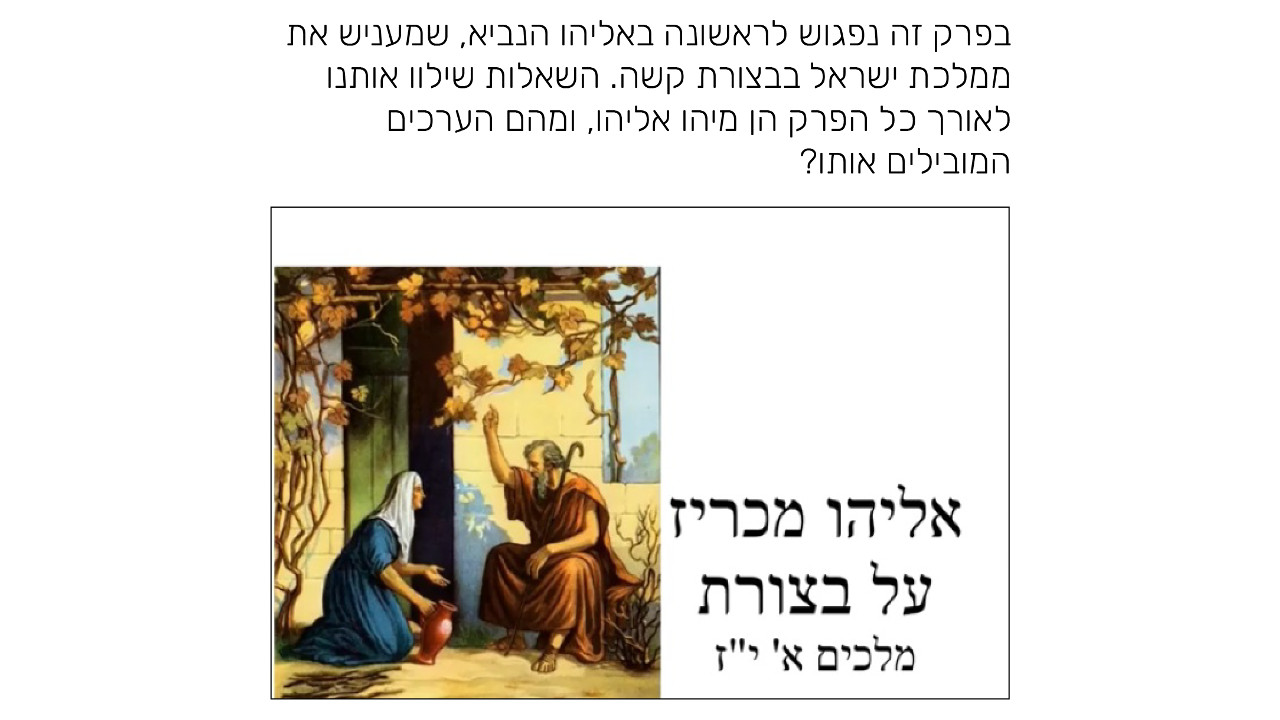 בפרק זה נפגוש לראשונה באליהו הנביא, שמעניש את
ממלכת ישראל בבצורת קשה. השאלות שילוו אותנו
לאורך כל הפרק הן מיהו אליהו, ומהם הערכים
המובילים אותו?
אליהו מכריז
על בצורת
מלכים א' י"ז